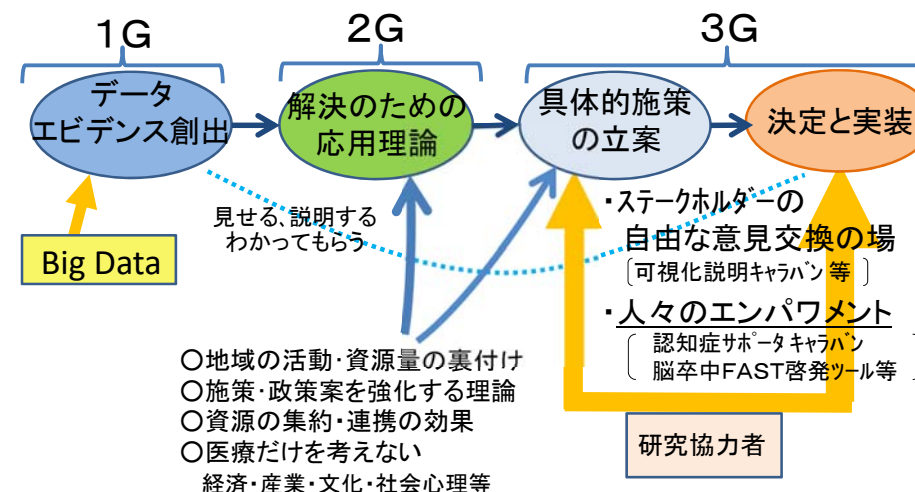 1G
2G
3G
データ
エビデンス創出
解決のための
応用理論
具体的施策
の立案
決定と実装
見せる、説明する
わかってもらう
Big Data
・ステークホルダーの
自由な意見交換の場
〔可視化説明キャラバン 等〕
・人々のエンパワメント
認知症サポータキャラバン
脳卒中FAST啓発ツール等
○地域の活動・資源量の裏付け
○施策・政策案を強化する理論
○資源の集約・連携の効果
○医療だけを考えない
経済・産業・文化・社会心理等
研究協力者